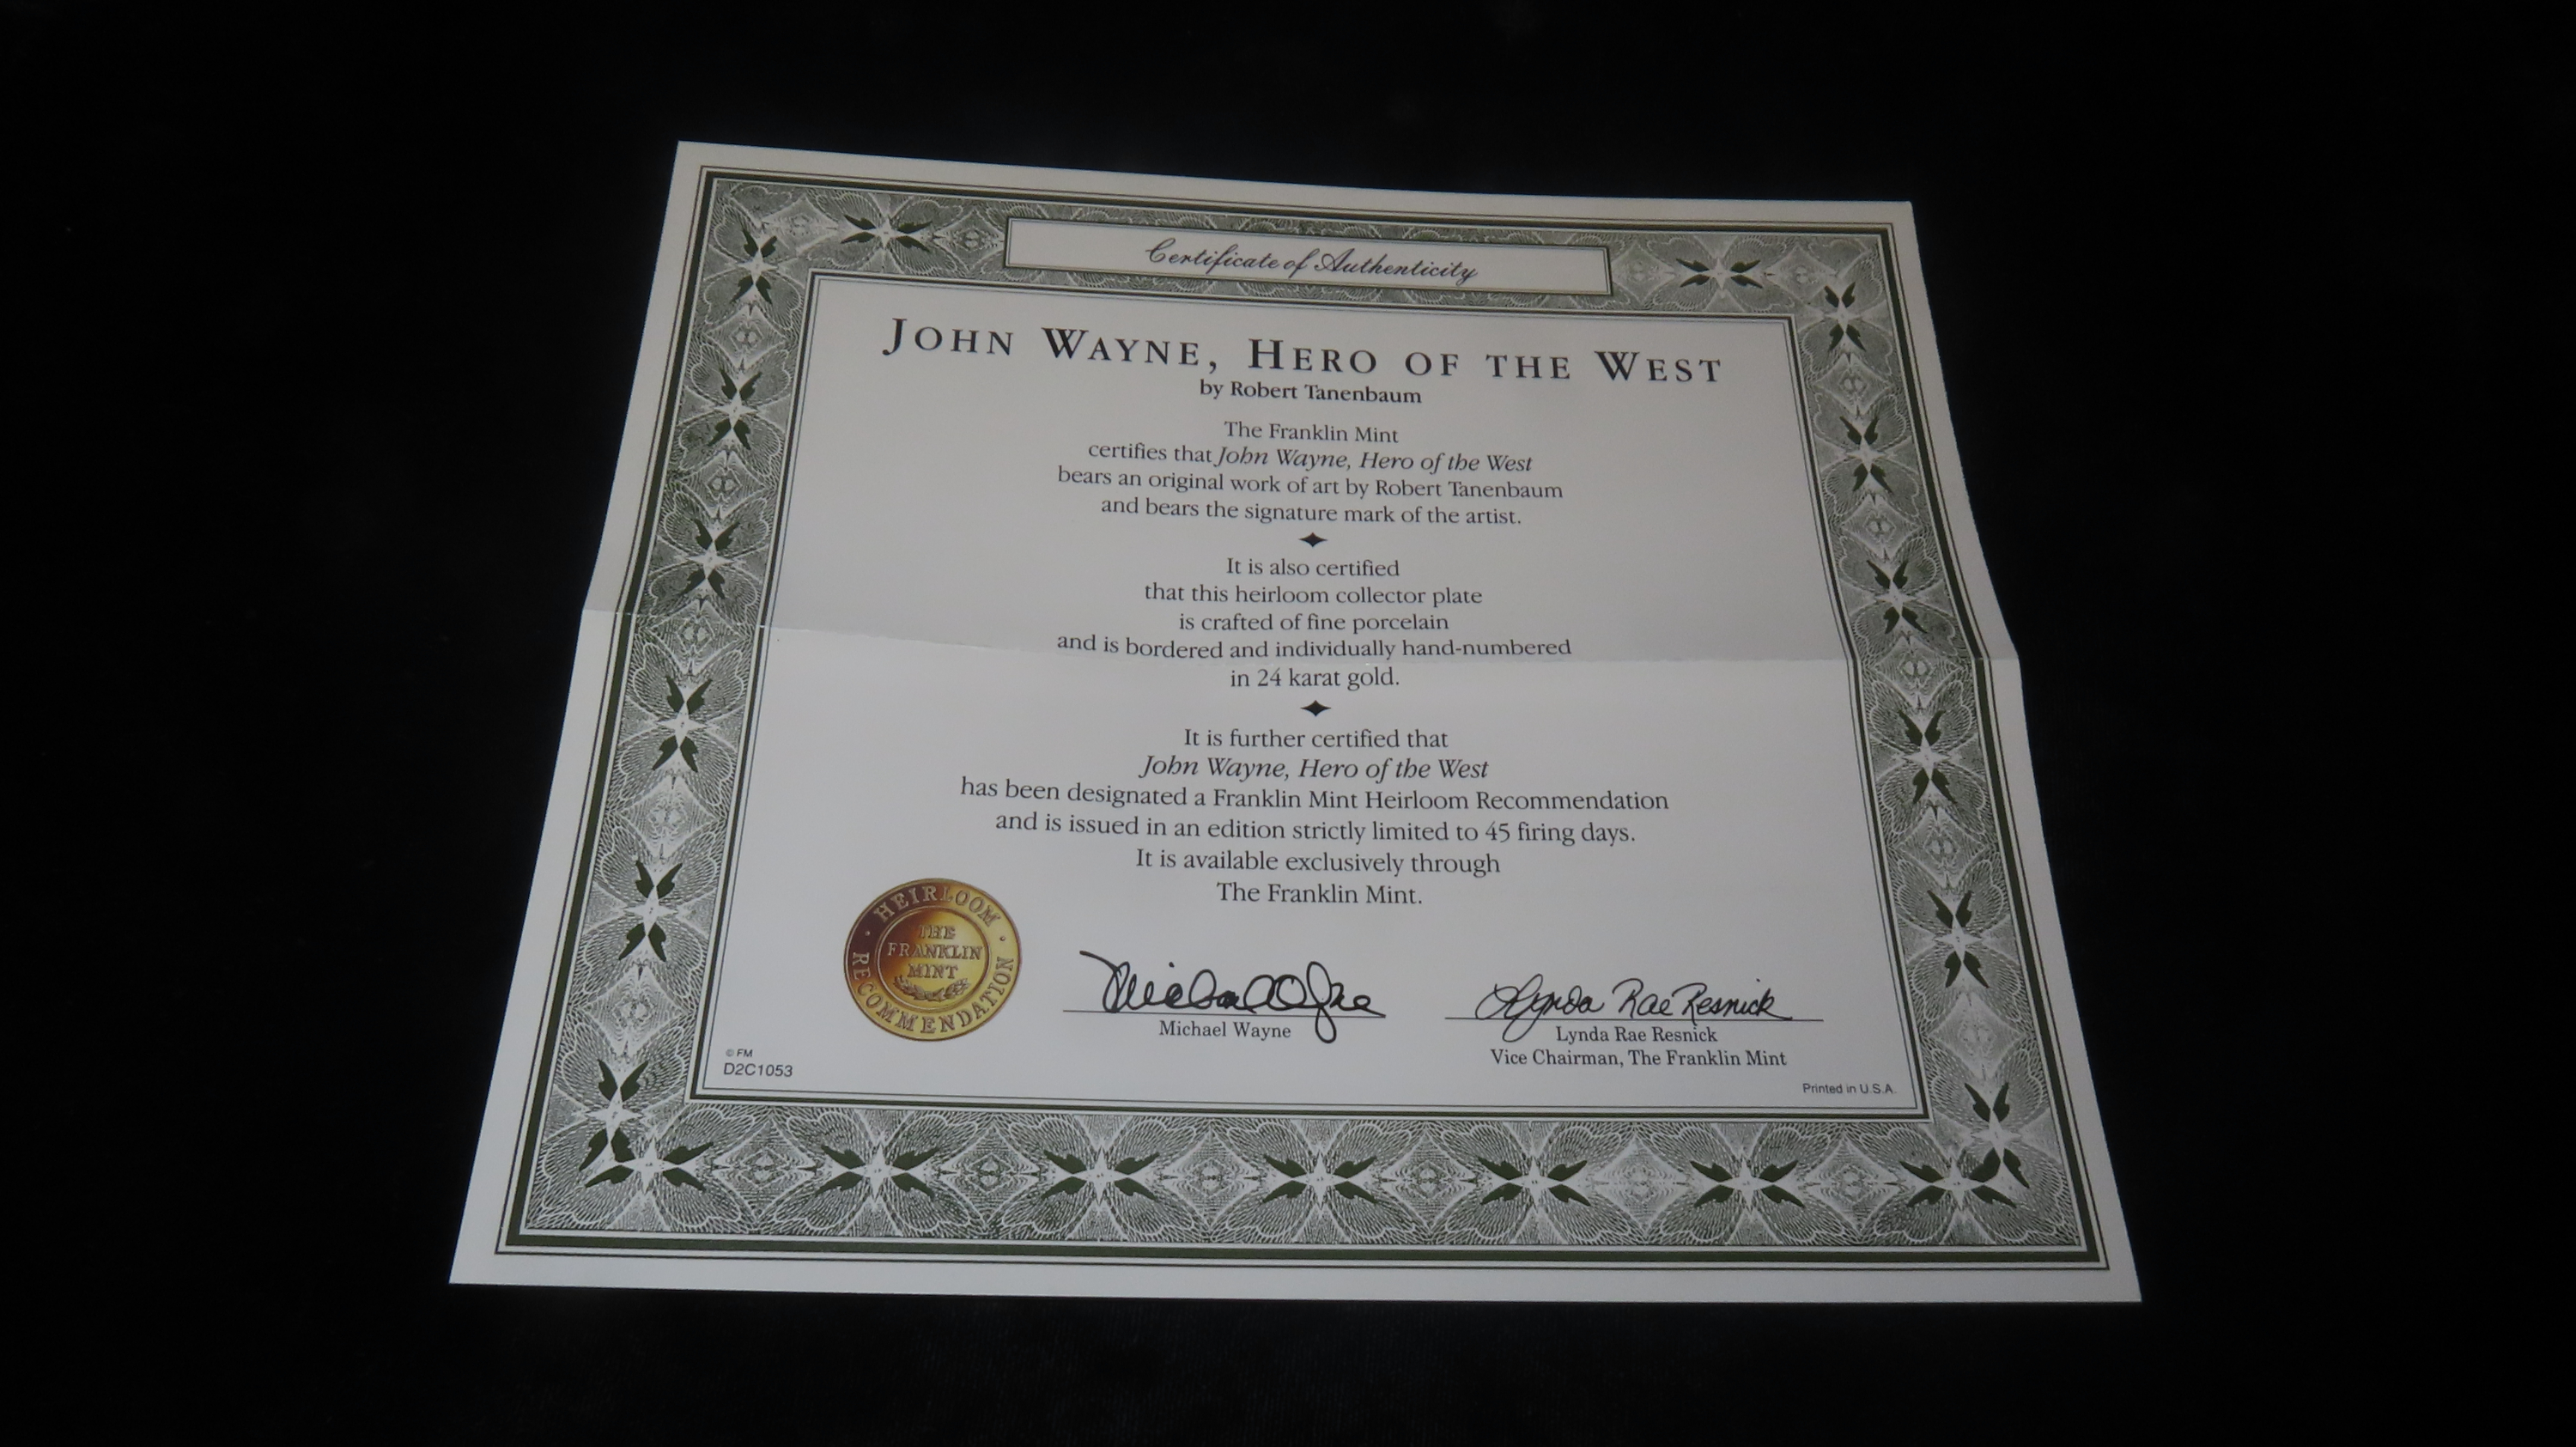 Certificate of Authenticity
JOHN WAYNE, HERO OF THE WEST
by Robert Tanenbaum
The Franklin Mint
certifies that John Wayne, Hero of the West
bears an original work of art by Robert Tanenbaum
and bears the signature mark of the artist.
It is also certified
that this heirloom collector plate
is crafted of fine porcelain
and is bordered and individually hand-numbered
in 24 karat gold.
It is further certified that
John Wayne, Hero of the West
has been designated a Franklin Mint Heirloom Recommendation
and is issued in an edition strictly limited to 45 firing days.
It is available exclusively through
The Franklin Mint.
HEIRLOOM
RECOMMENDATION
THE
FRANKLIN
MINT
Michael Wayne
Michael Wayne
Lynda Rae Resnick
Lynda Rae Resnick
Vice Chairman, The Franklin Mint
© FM
D2C1053
Printed in U.S.A.